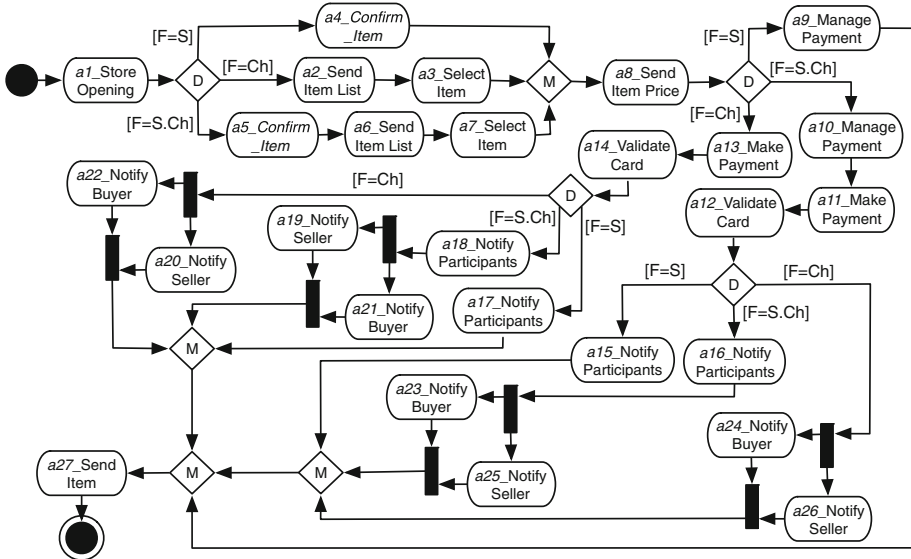 a4_Confirm
_Item
a9_Manage
Payment
[F=S]
[F=S]
a1_Store
Opening
D
[F=Ch]
a2_Send
Item List
a3_Select
Item
M
a8_Send
Item Price
D
[F=S.Ch]
[F=S.Ch]
a5_Confirm
_Item
a6_Send
Item List
a7_Select
Item
[F=Ch]
a10_Manage
Payment
a14_Validate
Card
a13_Make
Payment
a22_Notify
Buyer
[F=Ch]
D
a12_Validate
Card
a11_Make
Payment
a19_Notify
Seller
[F=S.Ch]
[F=S]
a18_Notify
Participants
a20_Notify
Seller
[F=S]
D
[F=Ch]
a21_Notify
Buyer
a17_Notify
Participants
[F=S.Ch]
M
a15_Notify
Participants
a16_Notify
Participants
a23_Notify
Buyer
a24_Notify
Buyer
a27_Send
Item
M
M
a25_Notify
Seller
a26_Notify
Seller